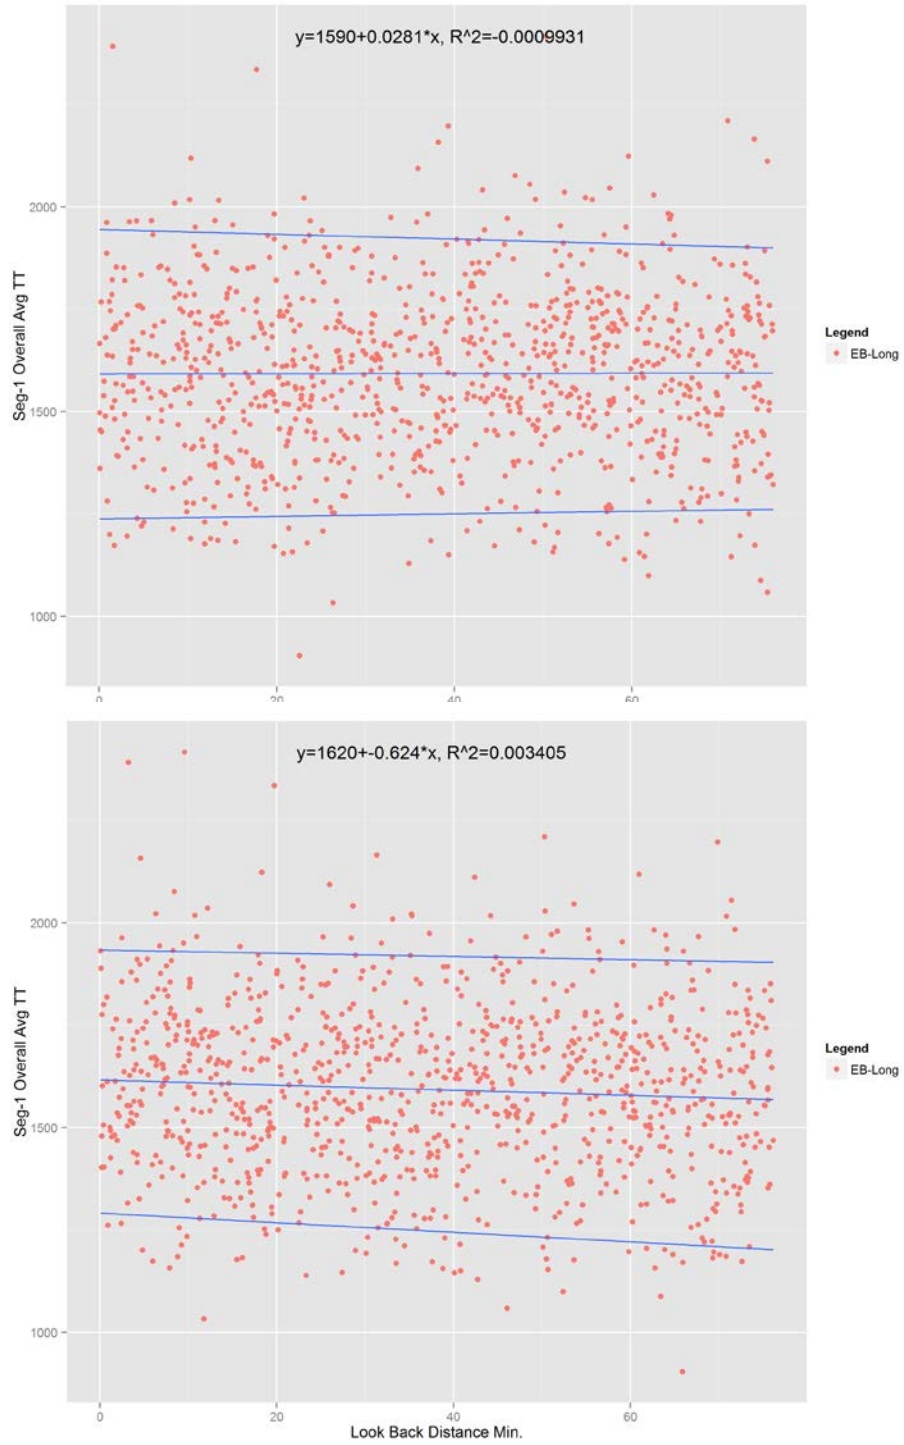 y=1590+0.0281*x, R^2=-0.0009931
2000
1500
1000
Seg-1 Overall Avg TT
0 20 40 60
Legend
EB-Long
y=1620+-0.624*x, R^2=0.003405
2000
1500
1000
Seg-1 Overall Avg TT
0 20 40 60
Look Back Distance Min.
Legend
EB-Long